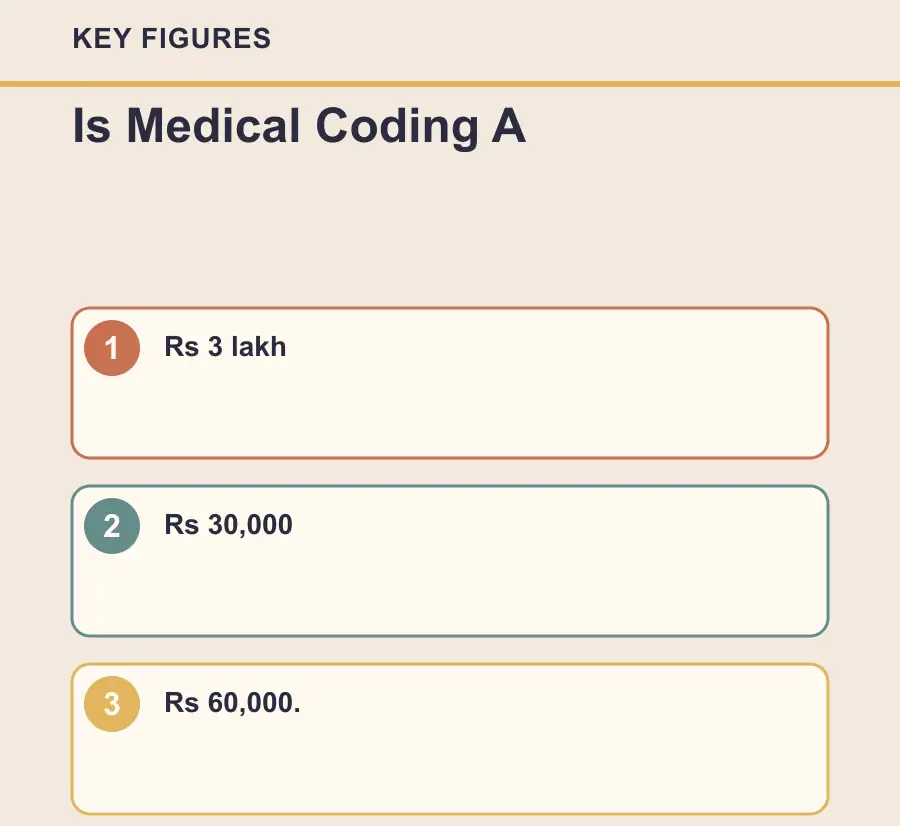 KEY FIGURES
Is Medical Coding A
1 Rs 3 lakh
2 Rs 30,000
3 Rs 60,000.